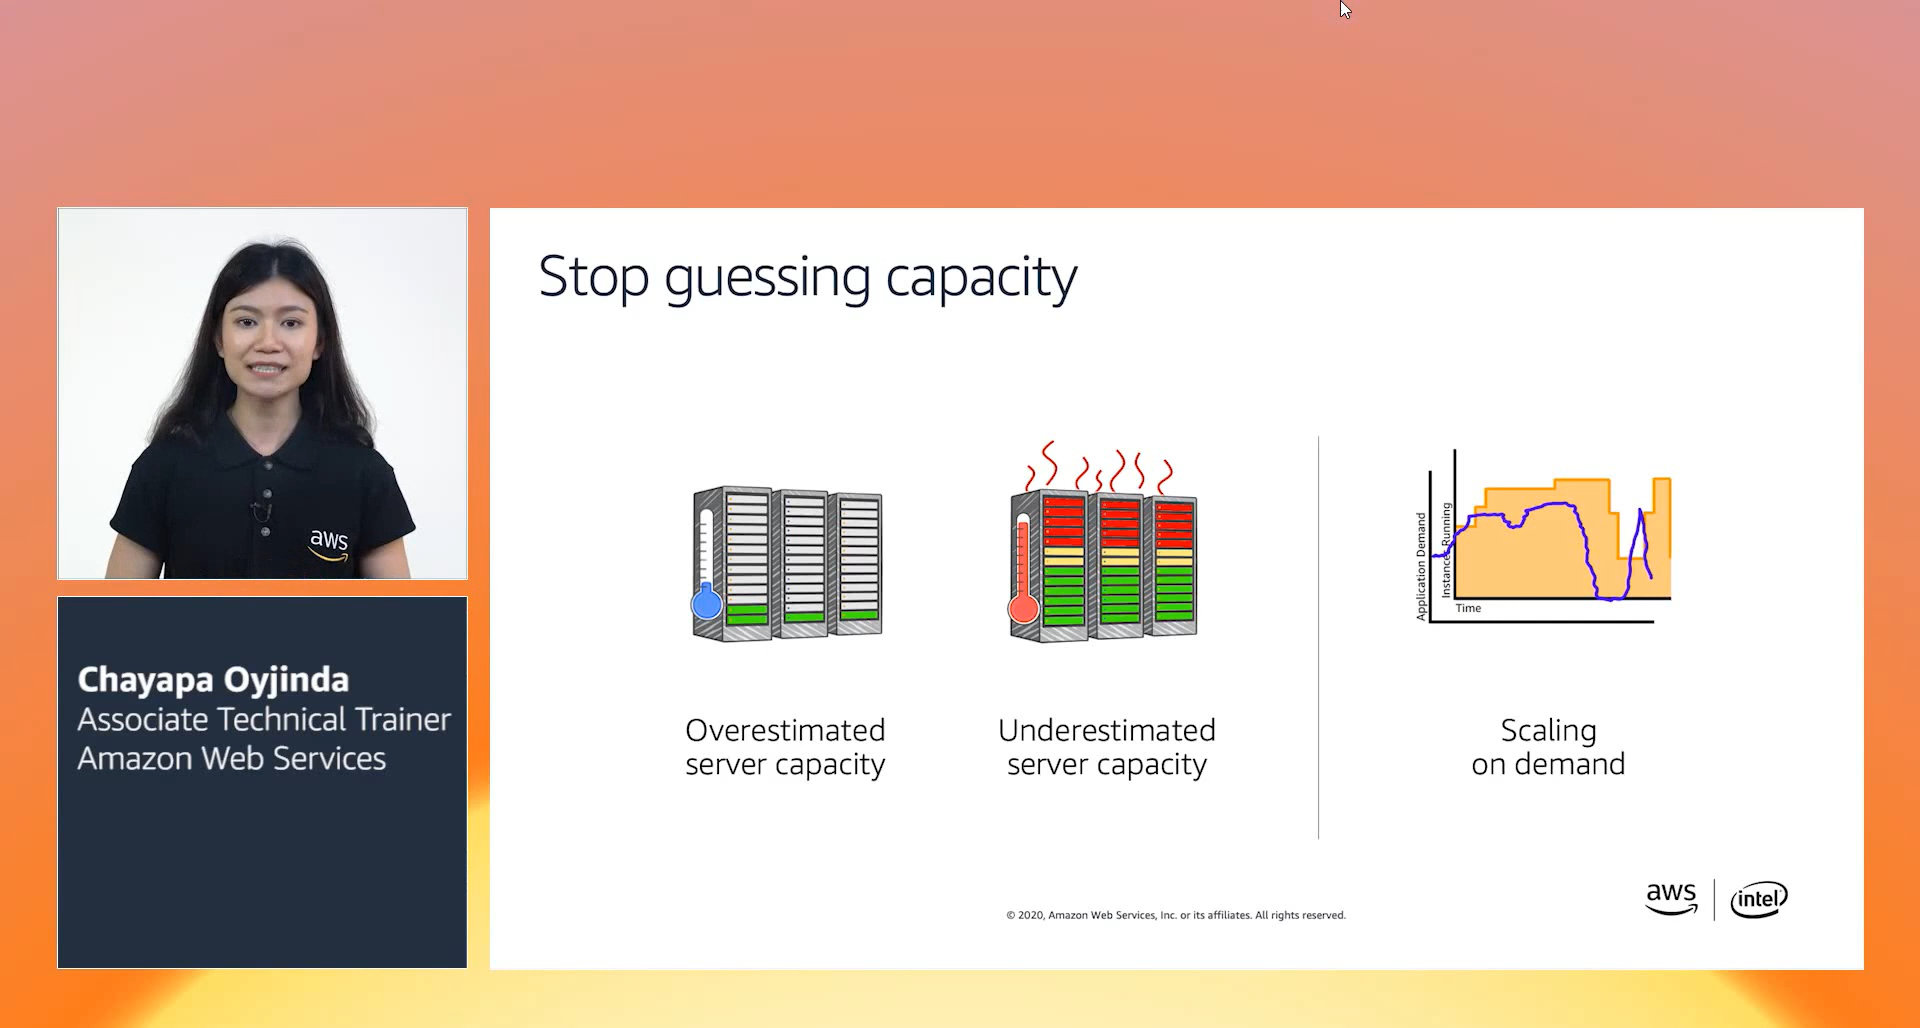 aws
Chayapa Oyjinda
Associate Technical Trainer
Amazon Web Services
Stop guessing capacity
Overestimated
server capacity
Underestimated
server capacity
Application Demand
Instances Running
Time
Scaling
on demand
© 2020, Amazon Web Services, Inc. or its affiliates. All rights reserved.
aws
intel